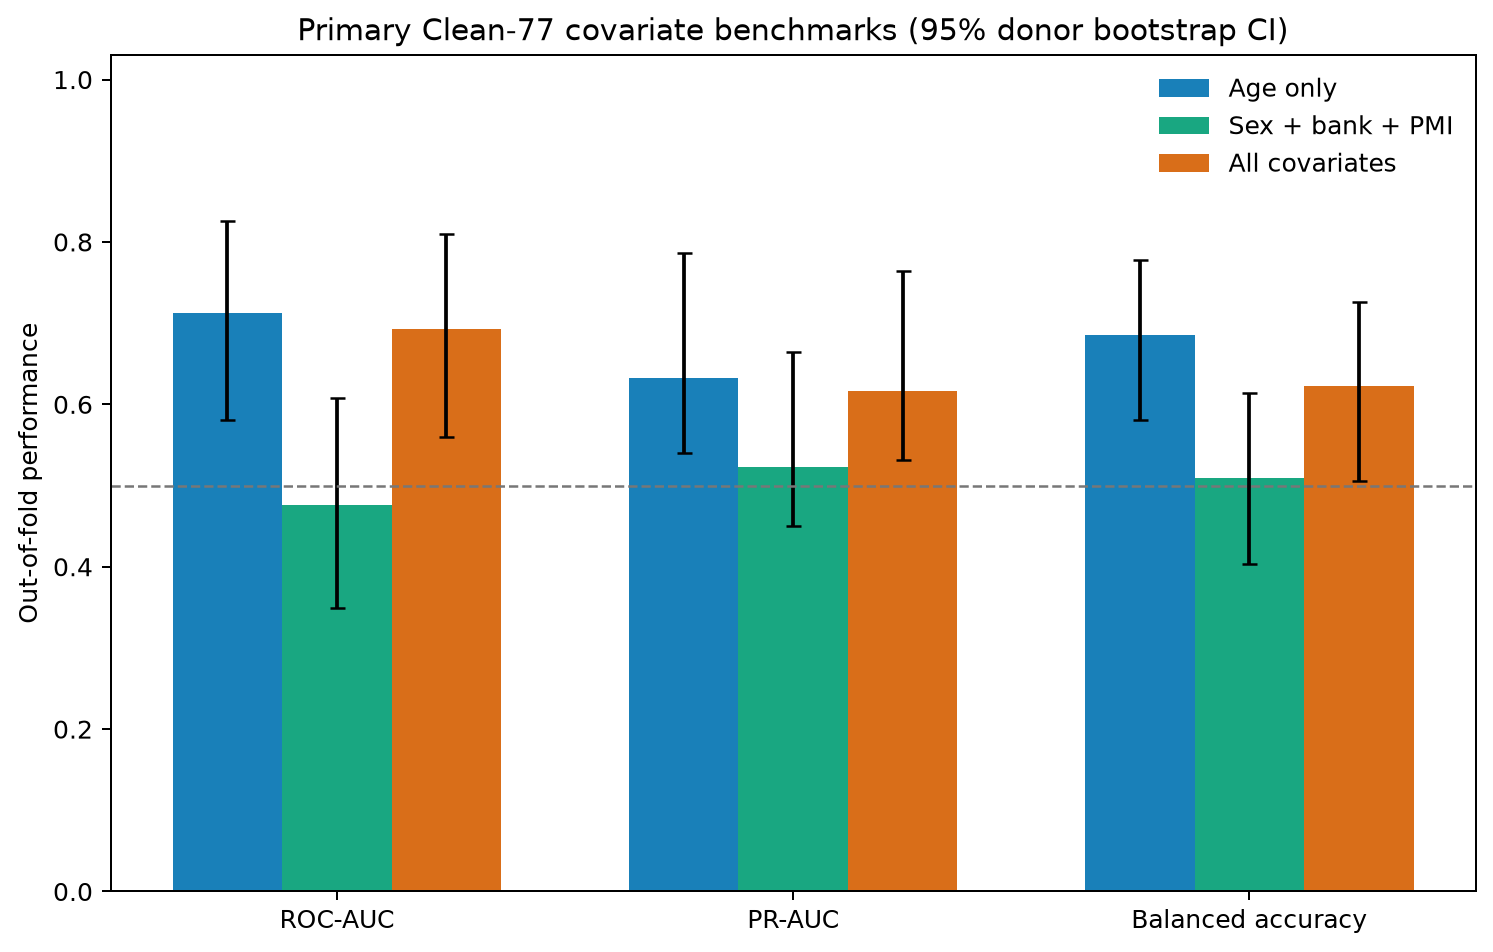 Primary Clean-77 covariate benchmarks (95% donor bootstrap CI)
Age only
Sex + bank + PMI
All covariates
Out-of-fold performance
1.0
0.8
0.6
0.4
0.2
0.0
ROC-AUC
PR-AUC
Balanced accuracy